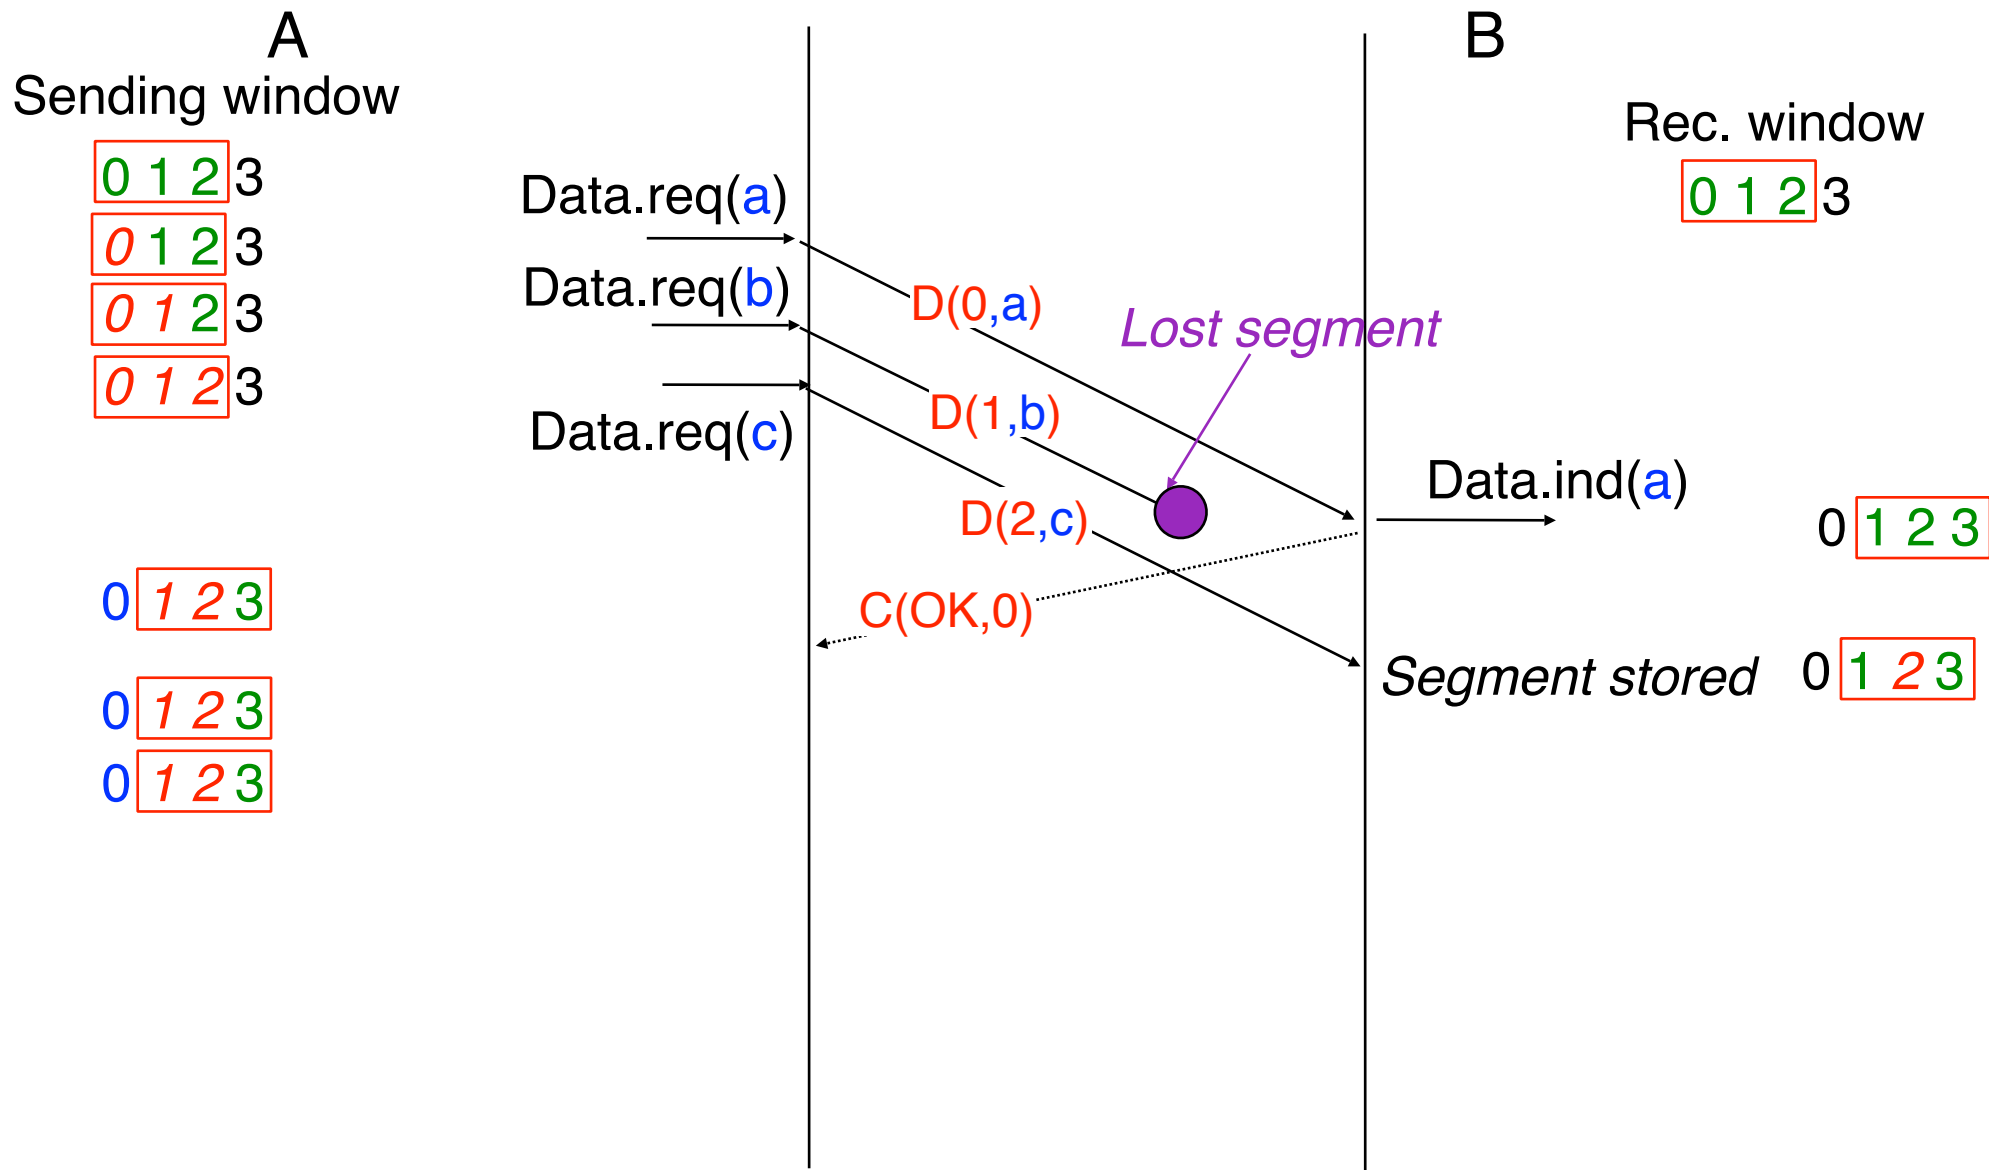 A
B
Sending window
Rec. window
0 1 2 3
Data.req(a)
0 1 2 3
0 1 2 3
Data.req(b)
D(0,a)
0 1 2 3
Lost segment
0 1 2 3
D(1,b)
Data.req(c)
Data.ind(a)
D(2,c)
0 1 2 3
0 1 2 3
C(OK,0)
Segment stored
0 1 2 3
0 1 2 3
0 1 2 3